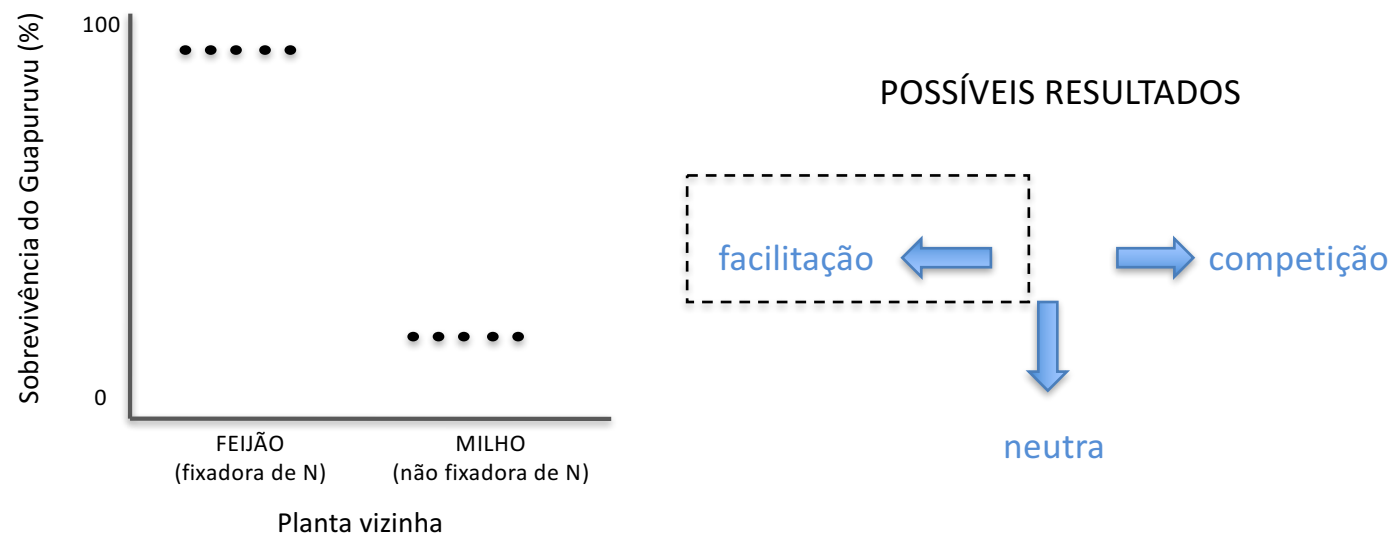 Sobrevivência do Guapuruvu (%)
100
0
FEIJÃO
(fixadora de N)
MILHO
(não fixadora de N)
Planta vizinha
POSSÍVEIS RESULTADOS
facilitação
competição
neutra